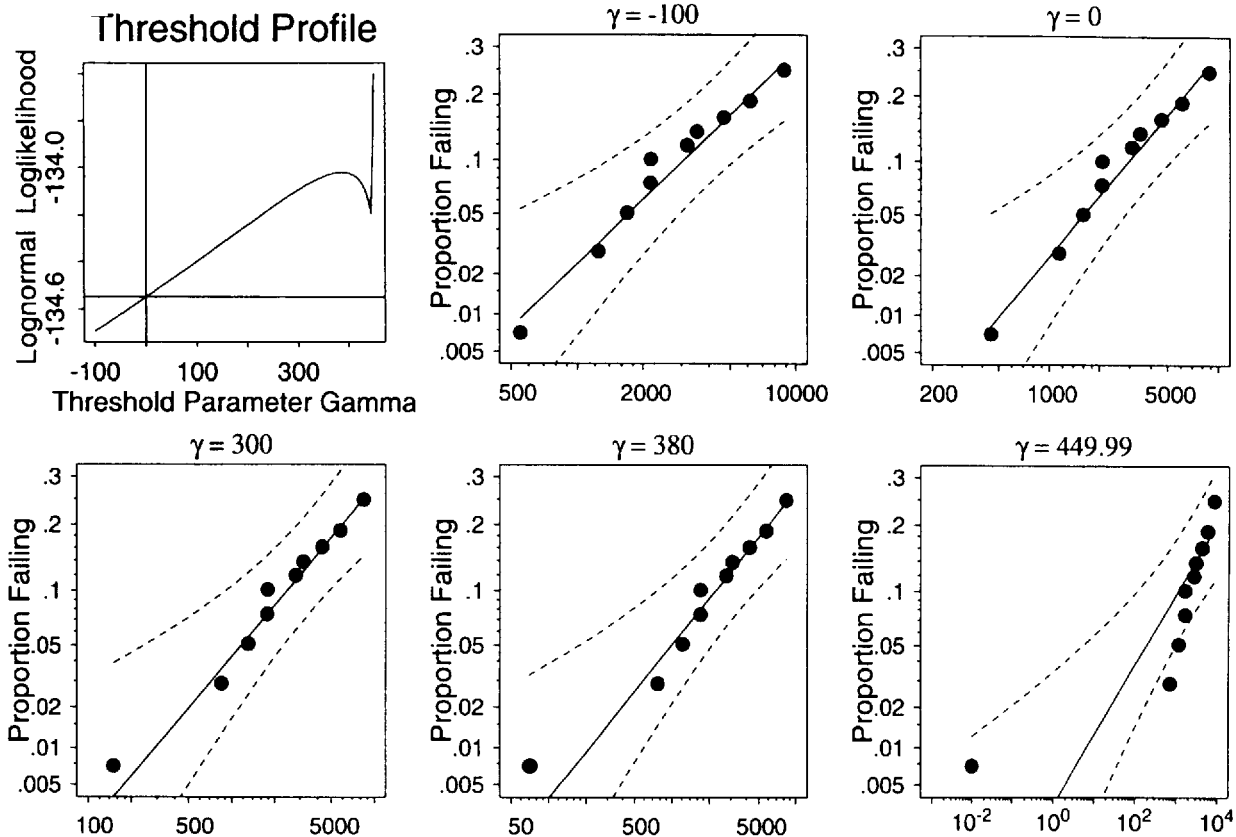 Threshold Profile
Lognormal Loglikelihood
-134.0
-134.6
-100 100 300
Threshold Parameter Gamma
γ = -100
Proportion Failing
.3
.2
.1
.05
.02
.01
.005
500 2000 10000
γ = 0
Proportion Failing
.3
.2
.1
.05
.02
.01
.005
200 1000 5000
γ = 300
Proportion Failing
.3
.2
.1
.05
.02
.01
.005
100 500 5000
γ = 380
Proportion Failing
.3
.2
.1
.05
.02
.01
.005
50 500 5000
γ = 449.99
Proportion Failing
.3
.2
.1
.05
.02
.01
.005
10⁻² 10⁰ 10² 10⁴